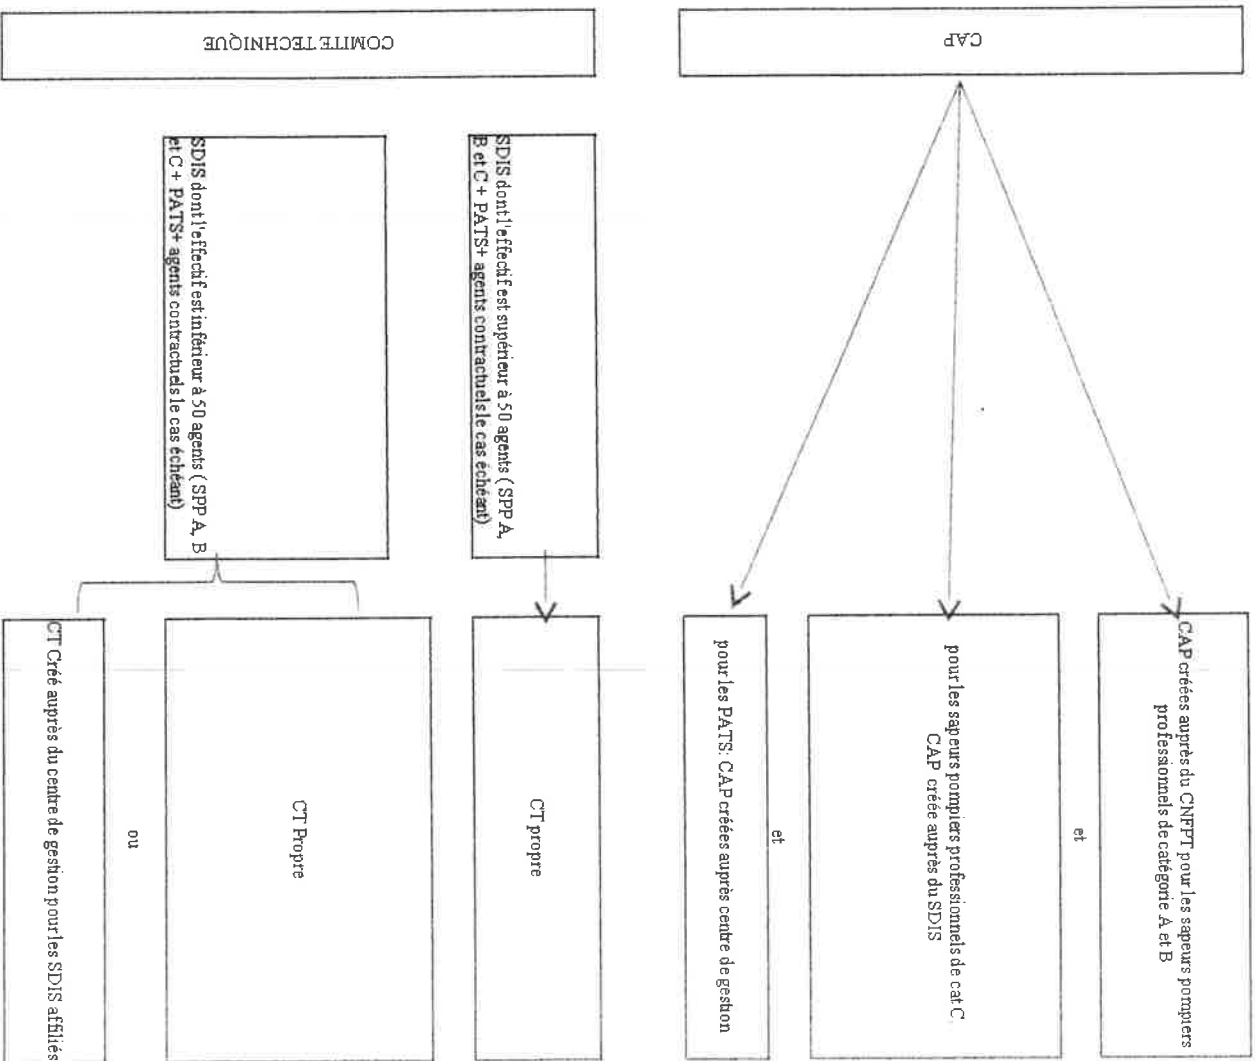 CAP
CAP créées auprès du CNFPT pour les sapeurs pompiers
professionnels de catégorie A et B
et
pour les sapeurs pompiers professionnels de cat C,
CAP créée auprès du SDIS
et
pour les PATS: CAP créées auprès centre de gestion
COMITE TECHNIQUE
SDIS dont l'effectif est supérieur à 50 agents ( SPP A,
B et C + PATS+ agents contractuels le cas échéant)
CT propre
SDIS dont l'effectif est inférieur à 50 agents ( SPP A, B
et C + PATS+ agents contractuels le cas échéant)
CT Propre
ou
CT Créé auprès du centre de gestion pour les SDIS affiliés